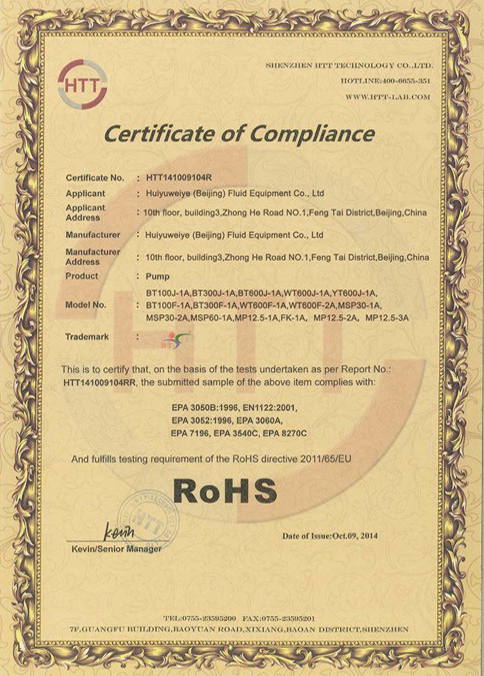 SHENZHEN HTT TECHNOLOGY CO.,LTD.
HOTLINE:400-6655-351
WWW.HTT-LAB.COM
HTT
Certificate of Compliance
Certificate No. : HTT141009104R
Applicant : Huiyuweiye (Beijing) Fluid Equipment Co., Ltd
Applicant Address : 10th floor, building3,Zhong He Road NO.1,Feng Tai District,Beijing,China
Manufacturer : Huiyuweiye (Beijing) Fluid Equipment Co., Ltd
Manufacturer Address : 10th floor, building3,Zhong He Road NO.1,Feng Tai District,Beijing,China
Product : Pump
BT100J-1A,BT300J-1A,BT600J-1A,WT600J-1A,YT600J-1A,
Model No. : BT100F-1A,BT300F-1A,WT600F-1A,WT600F-2A,MSP30-1A,
MSP30-2A,MSP60-1A,MP12.5-1A,FK-1A, MP12.5-2A, MP12.5-3A
Trademark :
This is to certify that, on the basis of the tests undertaken as per Report No.:
HTT141009104RR, the submitted sample of the above item complies with:
EPA 3050B:1996, EN1122:2001,
EPA 3052:1996, EPA 3060A,
EPA 7196, EPA 3540C, EPA 8270C
And fulfills testing requirement of the RoHS directive 2011/65/EU
RoHS
HTT
Kevin
Kevin/Senior Manager
Date of Issue:Oct.09, 2014
TEL:0755-23595200 FAX:0755-23595201
7F,GUANGFU BUILDING,BAOYUAN ROAD,XIXIANG,BAOAN DISTRICT,SHENZHEN